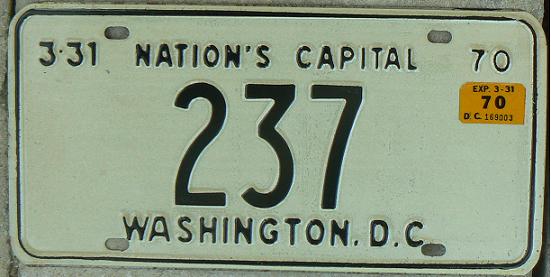 3·31 NATION'S CAPITAL 70
EXP. 3-31
70
D.C. 169003
237
WASHINGTON, D.C.